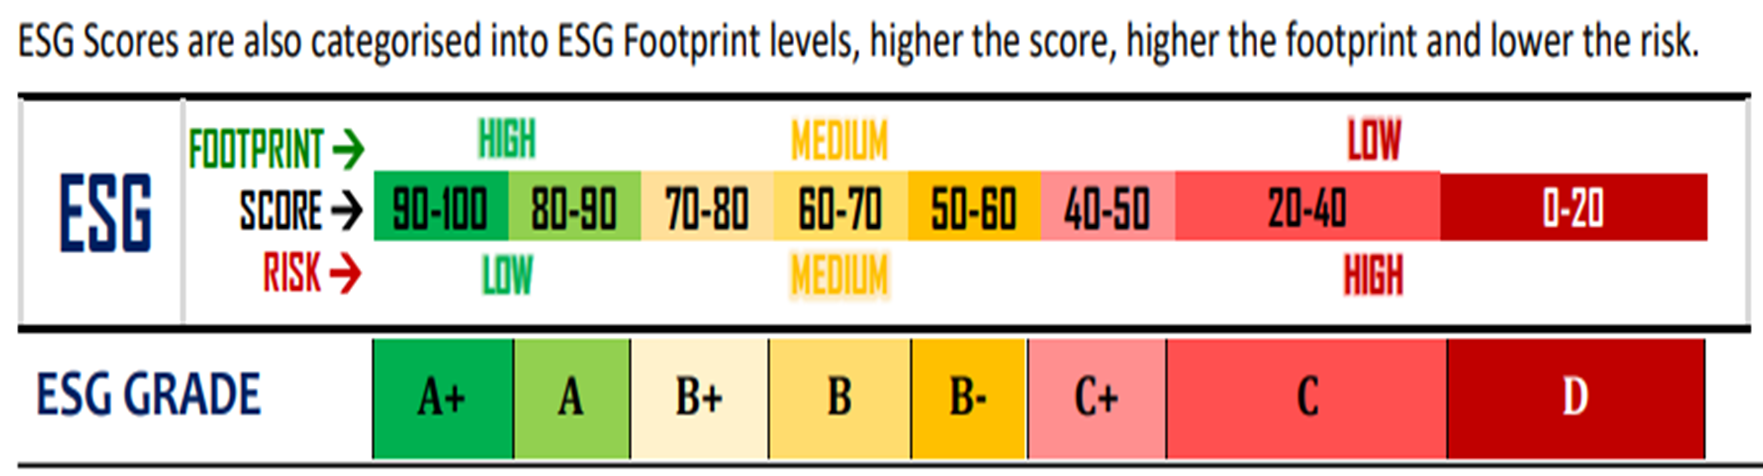 ESG Scores are also categorised into ESG Footprint levels, higher the score, higher the footprint and lower the risk.
FOOTPRINT → HIGH MEDIUM LOW
ESG SCORE → 90-100 80-90 70-80 60-70 50-60 40-50 20-40 0-20
RISK → LOW MEDIUM HIGH
ESG GRADE A+ A B+ B B- C+ C D